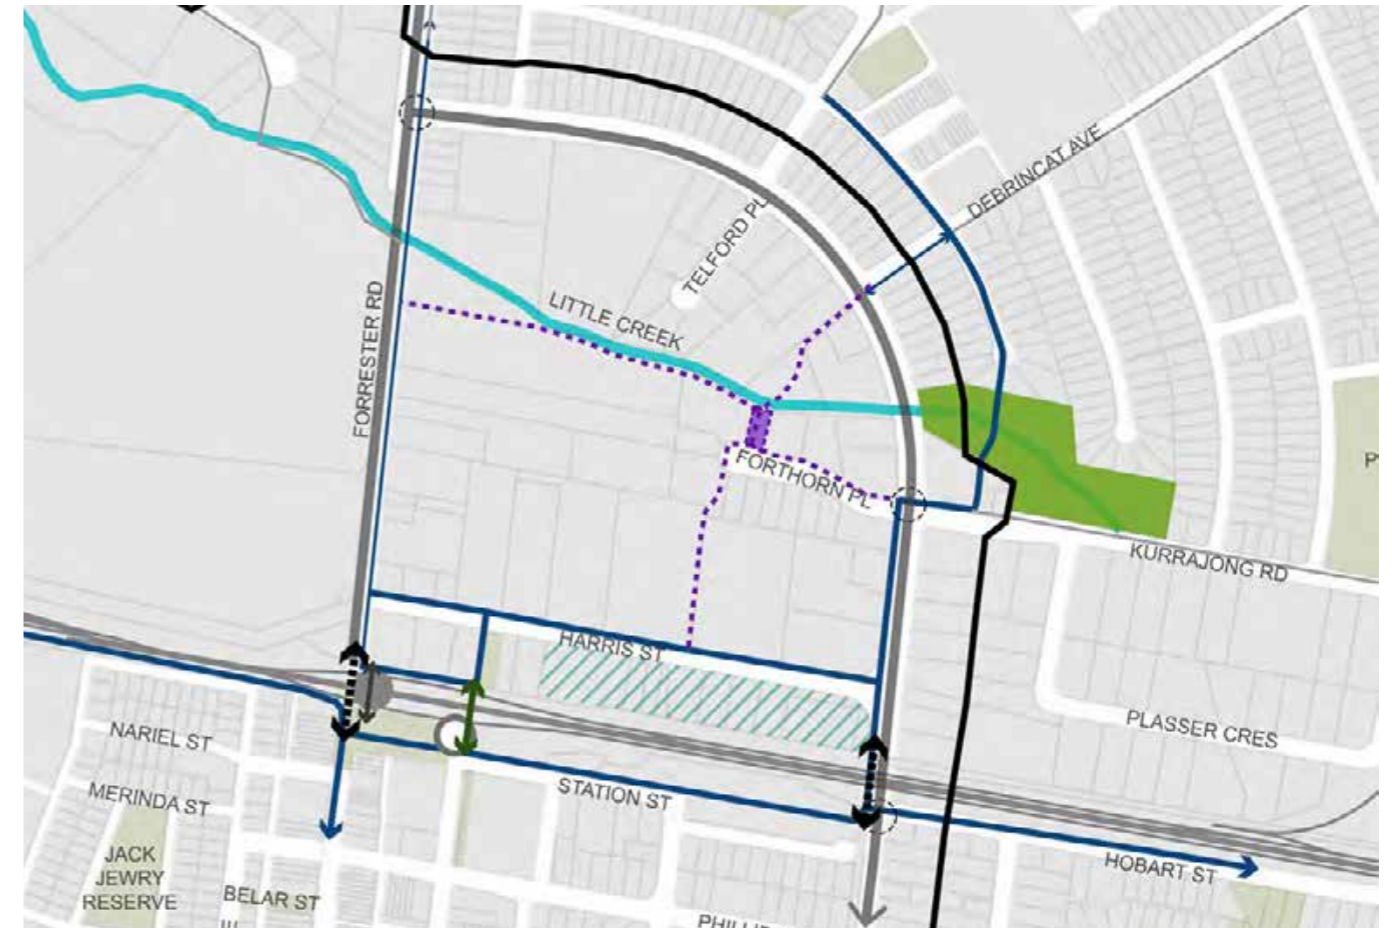 DEBRINCAT AVE
TELFORD PL
LITTLE CREEK
FORRESTER RD
FORTHORN PL
KURRAJONG RD
HARRIS ST
PLASSER CRES
NARIEL ST
STATION ST
MERINDA ST
HOBART ST
JACK
JEWRY
RESERVE
BELAR ST